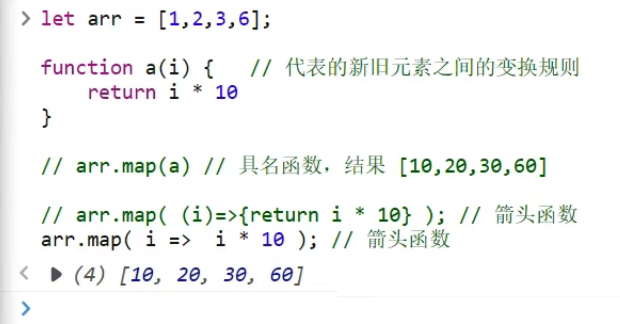 let arr = [1,2,3,6];
function a(i) {   // 代表的新旧元素之间的变换规则
    return i * 10
}
// arr.map(a) // 具名函数，结果 [10,20,30,60]
// arr.map( (i)=>{return i * 10} ); // 箭头函数
arr.map( i =>  i * 10 ); // 箭头函数
(4) [10, 20, 30, 60]